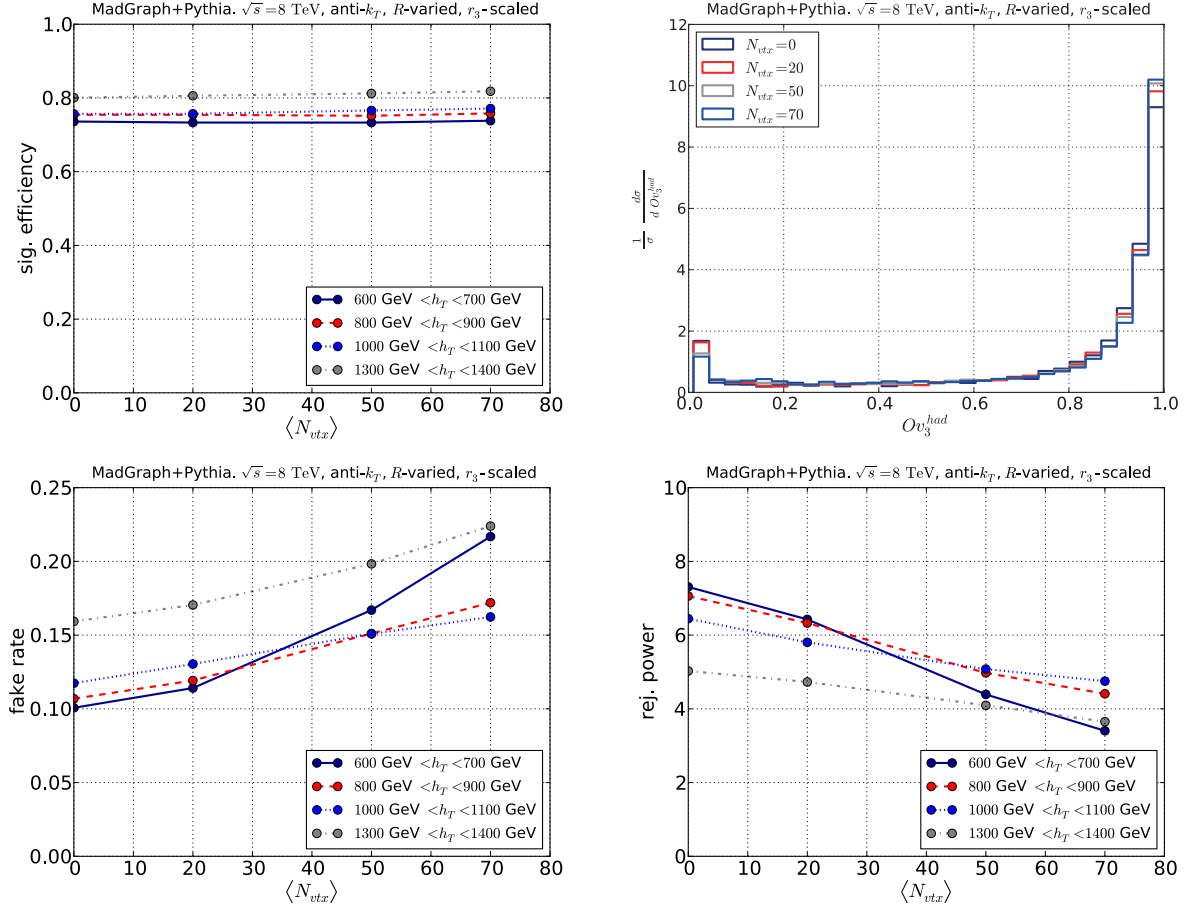 MadGraph+Pythia. √s =8 TeV, anti-k_T, R-varied, r_3-scaled
1.0
0.8
0.6
0.4
0.2
0.0
sig. efficiency
600 GeV <h_T <700 GeV
800 GeV <h_T <900 GeV
1000 GeV <h_T <1100 GeV
1300 GeV <h_T <1400 GeV
0 10 20 30 40 50 60 70 80
⟨N_vtx⟩
MadGraph+Pythia. √s =8 TeV, anti-k_T, R-varied, r_3-scaled
12
10
8
6
4
2
0
1/σ dσ/d Ov_3^had
N_vtx=0
N_vtx=20
N_vtx=50
N_vtx=70
0.0 0.2 0.4 0.6 0.8 1.0
Ov_3^had
MadGraph+Pythia. √s =8 TeV, anti-k_T, R-varied, r_3-scaled
0.25
0.20
0.15
0.10
0.05
0.00
fake rate
600 GeV <h_T <700 GeV
800 GeV <h_T <900 GeV
1000 GeV <h_T <1100 GeV
1300 GeV <h_T <1400 GeV
0 10 20 30 40 50 60 70 80
⟨N_vtx⟩
MadGraph+Pythia. √s =8 TeV, anti-k_T, R-varied, r_3-scaled
10
8
6
4
2
0
rej. power
600 GeV <h_T <700 GeV
800 GeV <h_T <900 GeV
1000 GeV <h_T <1100 GeV
1300 GeV <h_T <1400 GeV
0 10 20 30 40 50 60 70 80
⟨N_vtx⟩